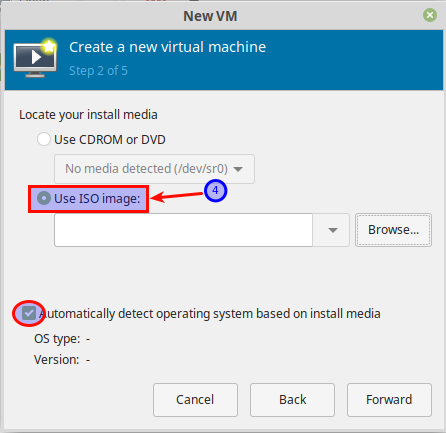 New VM
Create a new virtual machine
Step 2 of 5
Locate your install media
Use CDROM or DVD
No media detected (/dev/sr0)
Use ISO image:
4
Browse...
Automatically detect operating system based on install media
OS type: -
Version: -
Cancel Back Forward